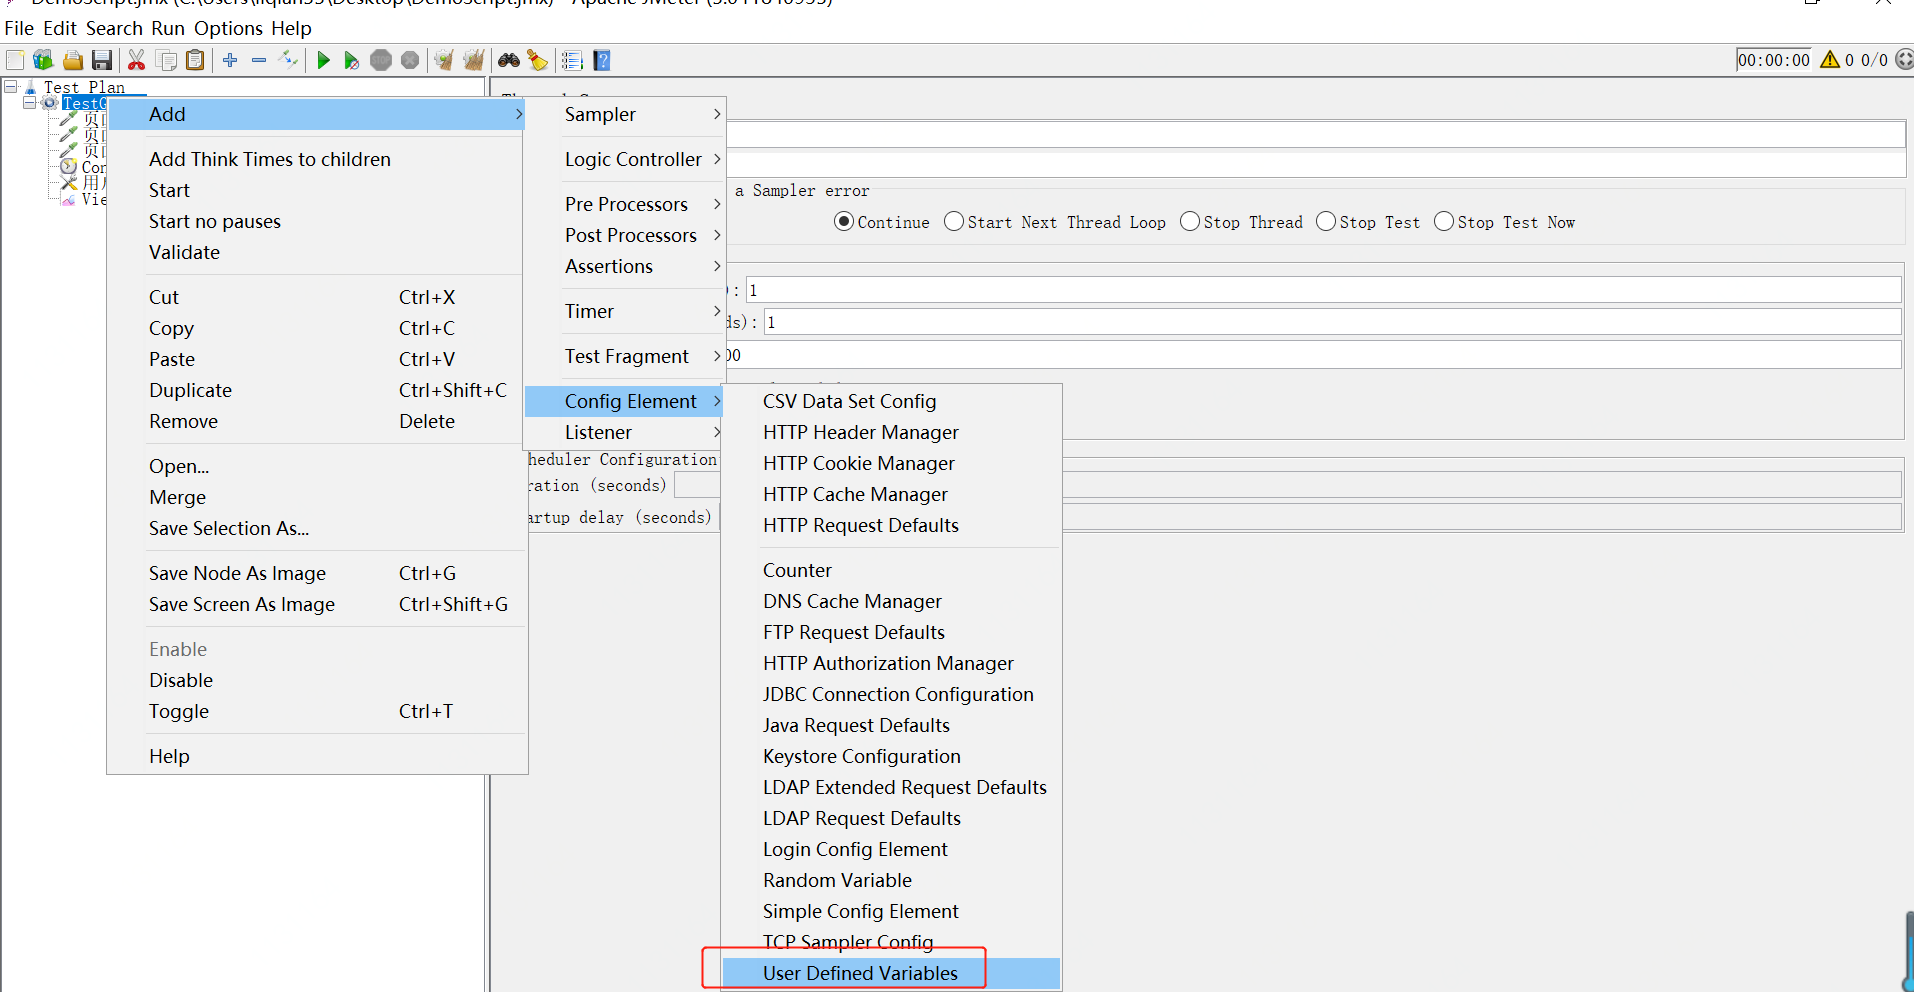 File Edit Search Run Options Help
00:00:00 0 0/0
Test Plan
TestG
页
页
页
Con
用
Vie
Add
Add Think Times to children
Start
Start no pauses
Validate
Cut Ctrl+X
Copy Ctrl+C
Paste Ctrl+V
Duplicate Ctrl+Shift+C
Remove Delete
Open...
Merge
Save Selection As...
Save Node As Image Ctrl+G
Save Screen As Image Ctrl+Shift+G
Enable
Disable
Toggle Ctrl+T
Help
Sampler
Logic Controller
Pre Processors
Post Processors
Assertions
Timer
Test Fragment
Config Element
Listener
CSV Data Set Config
HTTP Header Manager
HTTP Cookie Manager
HTTP Cache Manager
HTTP Request Defaults
Counter
DNS Cache Manager
FTP Request Defaults
HTTP Authorization Manager
JDBC Connection Configuration
Java Request Defaults
Keystore Configuration
LDAP Extended Request Defaults
LDAP Request Defaults
Login Config Element
Random Variable
Simple Config Element
TCP Sampler Config
User Defined Variables
a Sampler error
Continue Start Next Thread Loop Stop Thread Stop Test Stop Test Now
: 1
ds): 1
00
heduler Configuration
ration (seconds)
artup delay (seconds)